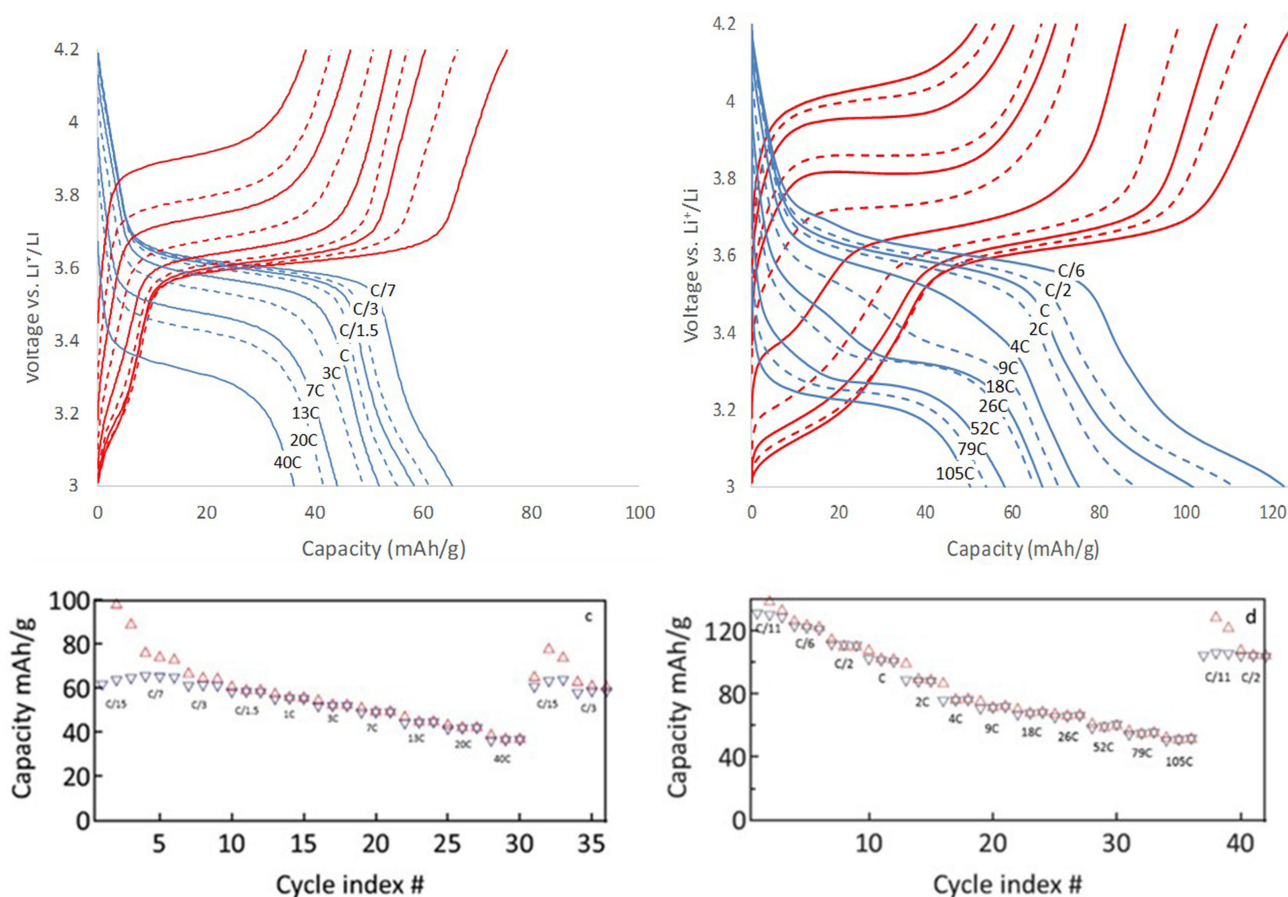 4.2
4
3.8
3.6
3.4
3.2
3
Voltage vs. Li⁺/Li
C/7
C/3
C/1.5
C
3C
7C
13C
20C
40C
0
20
40
60
80
100
Capacity (mAh/g)
4.2
4
3.8
3.6
3.4
3.2
3
Voltage vs. Li⁺/Li
C/6
C/2
C
2C
4C
9C
18C
26C
52C
79C
105C
0
20
40
60
80
100
120
Capacity (mAh/g)
100
80
60
40
20
0
Capacity mAh/g
c
C/15
C/7
C/3
C/1.5
1C
3C
7C
13C
20C
40C
C/15
C/3
5
10
15
20
25
30
35
Cycle index #
120
80
40
0
Capacity mAh/g
d
C/11
C/6
C/2
C
2C
4C
9C
18C
26C
52C
79C
105C
C/11
C/2
10
20
30
40
Cycle index #